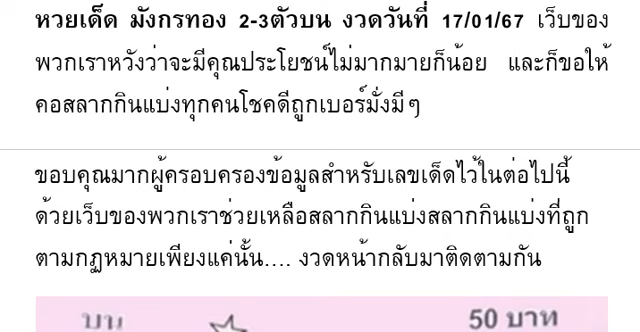 หวยเด็ด มังกรทอง 2-3ตัวบน งวดวันที่ 17/01/67 เว็บของ
พวกเราหวังว่าจะมีคุณประโยชน์ไม่มากมายก็น้อย และก็ขอให้
คอสลากกินแบ่งทุกคนโชคดีถูกเบอร์มั่งมีๆ
ขอบคุณมากผู้ครอบครองข้อมูลสำหรับเลขเด็ดไว้ในต่อไปนี้
ด้วยเว็บของพวกเราช่วยเหลือสลากกินแบ่งสลากกินแบ่งที่ถูก
ตามกฏหมายเพียงแค่นั้น.... งวดหน้ากลับมาติดตามกัน
บน 50 บาท